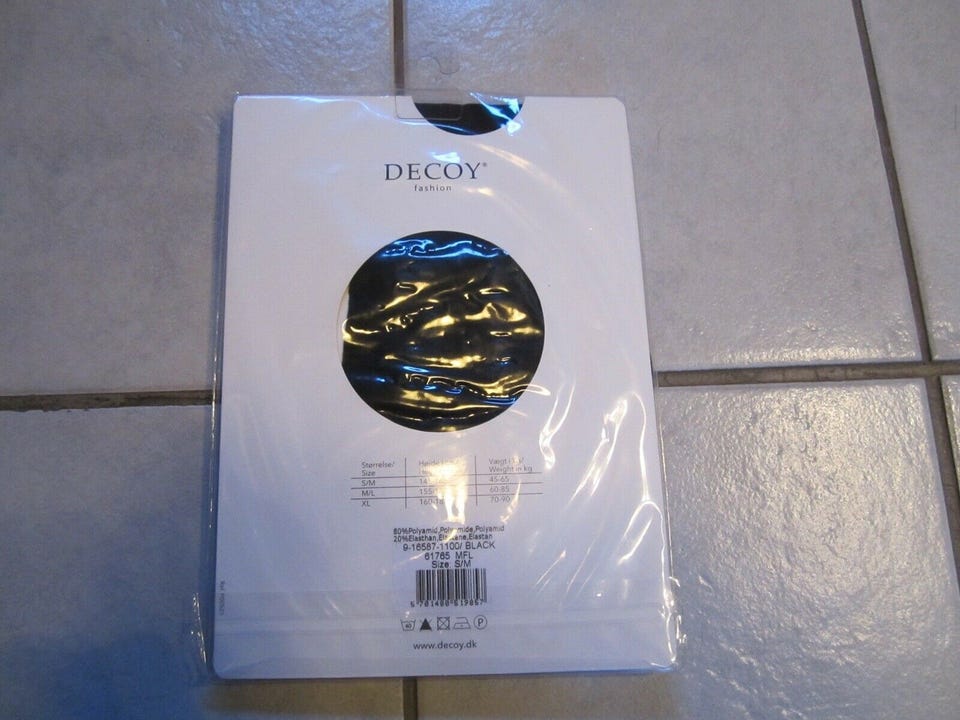 DECOY®
fashion
Størrelse/ Vægt i kg/
Size Weight in kg
S/M 45-65
M/L 60-85
XL 70-90
80%Polyamid,Polyamide,Polyamid
20%Elasthan,Elastane,Elastan
9-16587-1100/ BLACK
61765 MFL
Size: S/M
www.decoy.dk